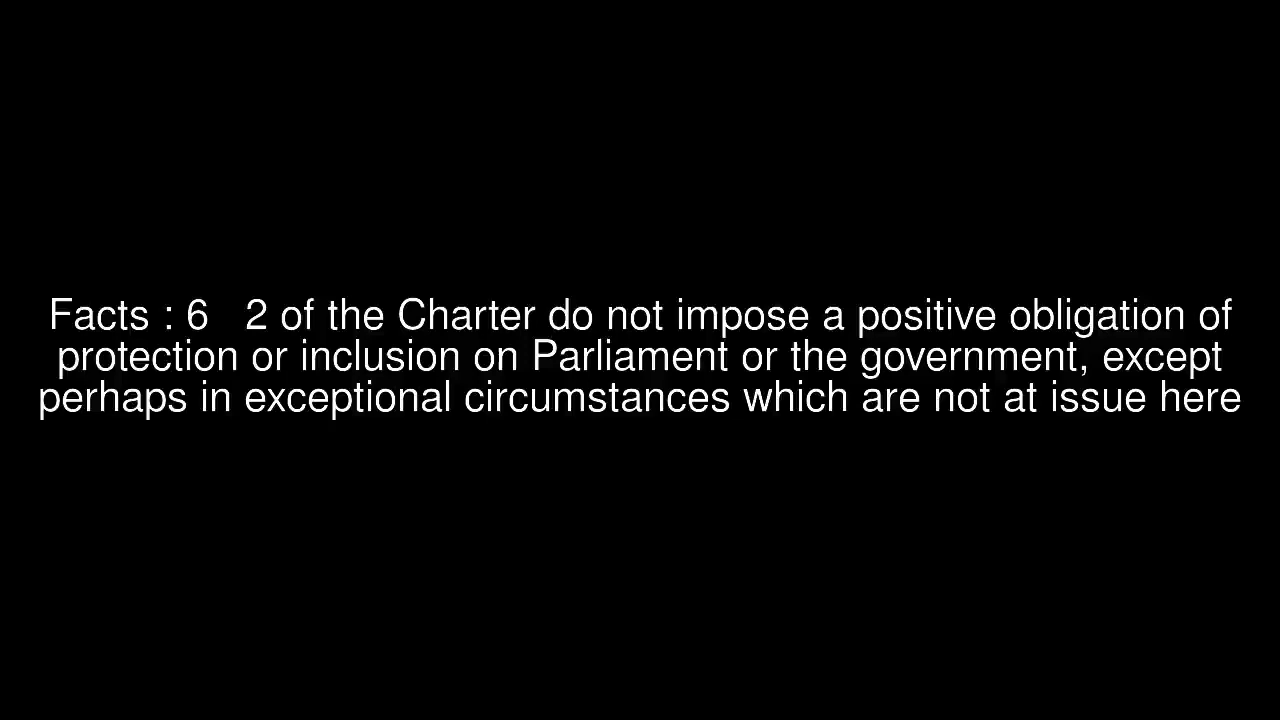 Facts : 6   2 of the Charter do not impose a positive obligation of
protection or inclusion on Parliament or the government, except
perhaps in exceptional circumstances which are not at issue here